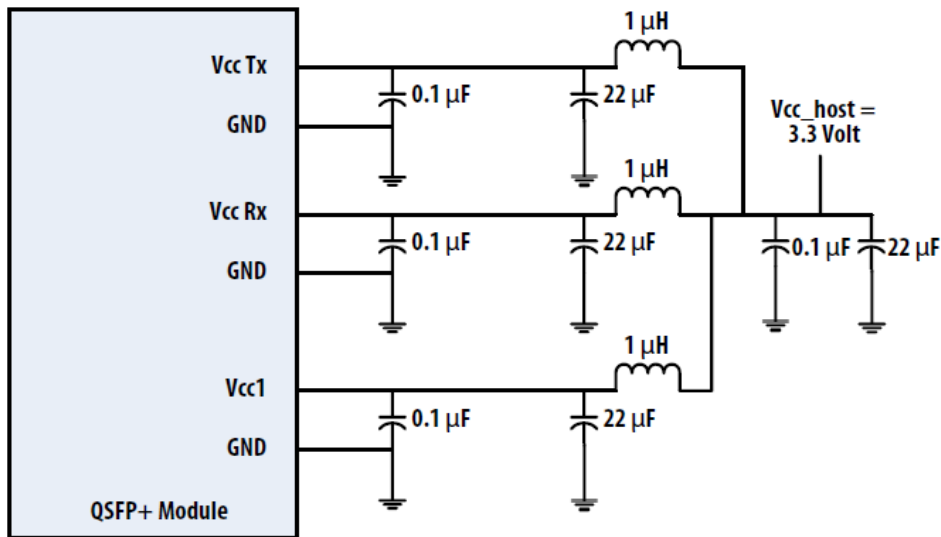 1 μH
Vcc Tx
0.1 μF
22 μF
GND
Vcc_host =
3.3 Volt
1 μH
Vcc Rx
0.1 μF
22 μF
0.1 μF
22 μF
GND
1 μH
Vcc1
0.1 μF
22 μF
GND
QSFP+ Module